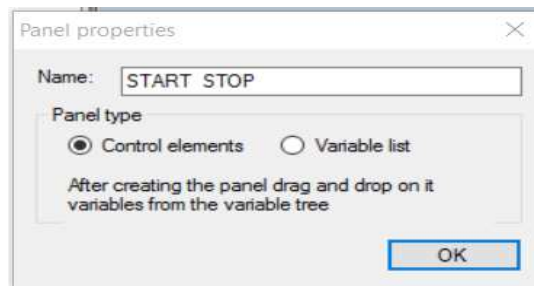 Panel properties
Name: START STOP
Panel type
Control elements Variable list
After creating the panel drag and drop on it
variables from the variable tree
OK